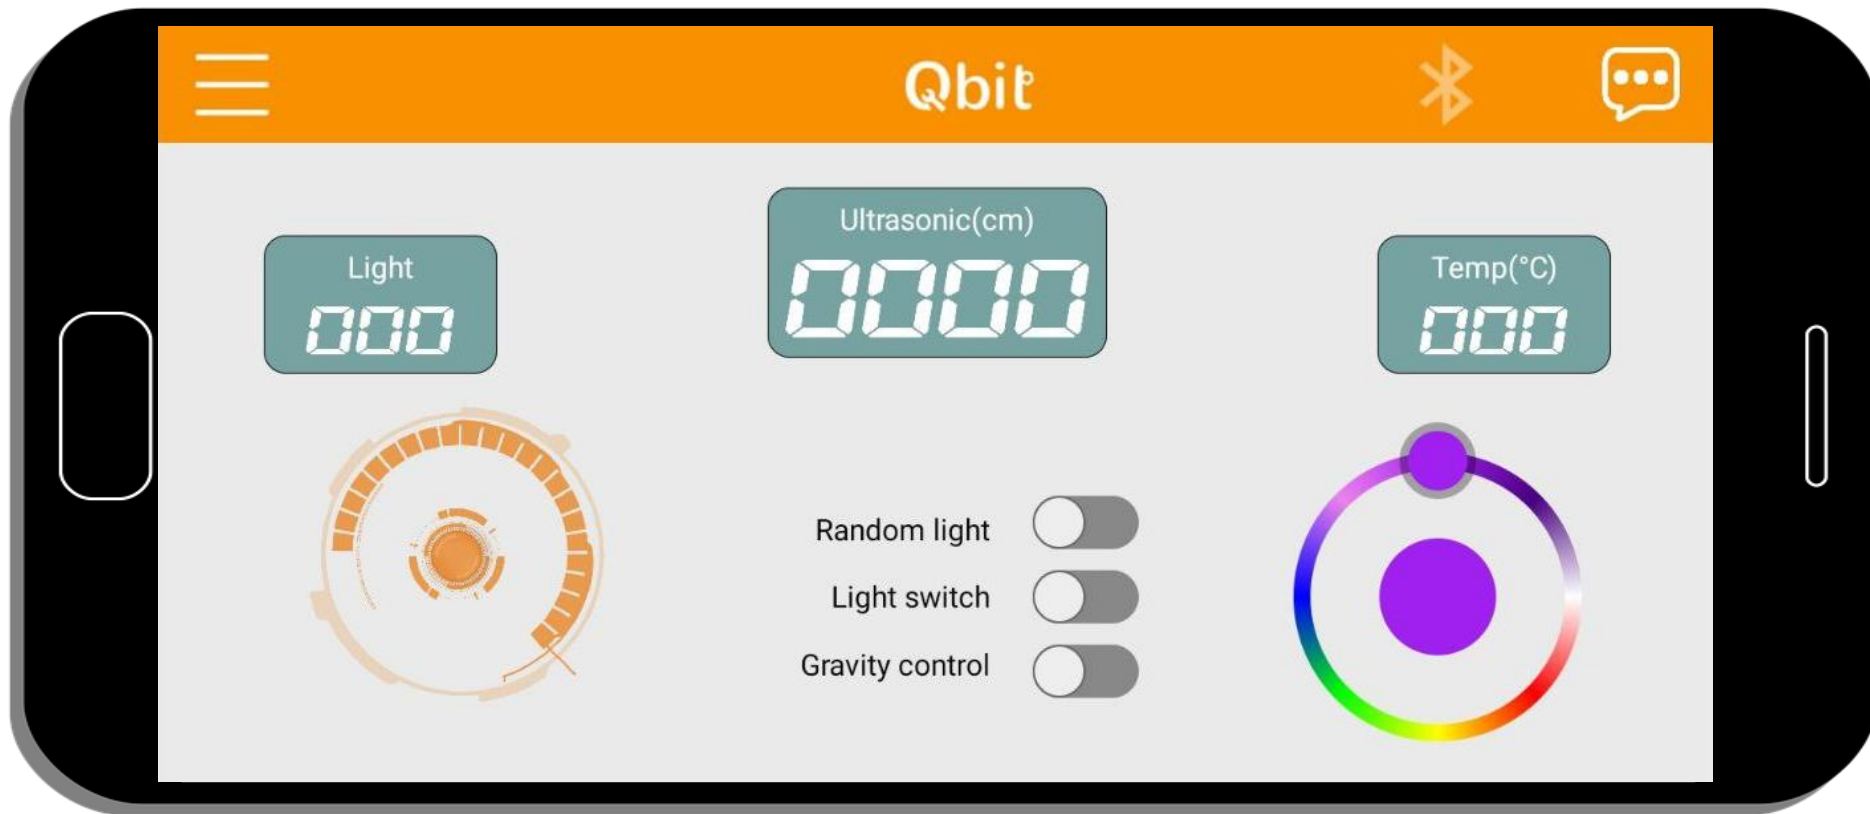 Qbit
Ultrasonic(cm)
0000
Light
000
Temp(°C)
000
Random light
Light switch
Gravity control